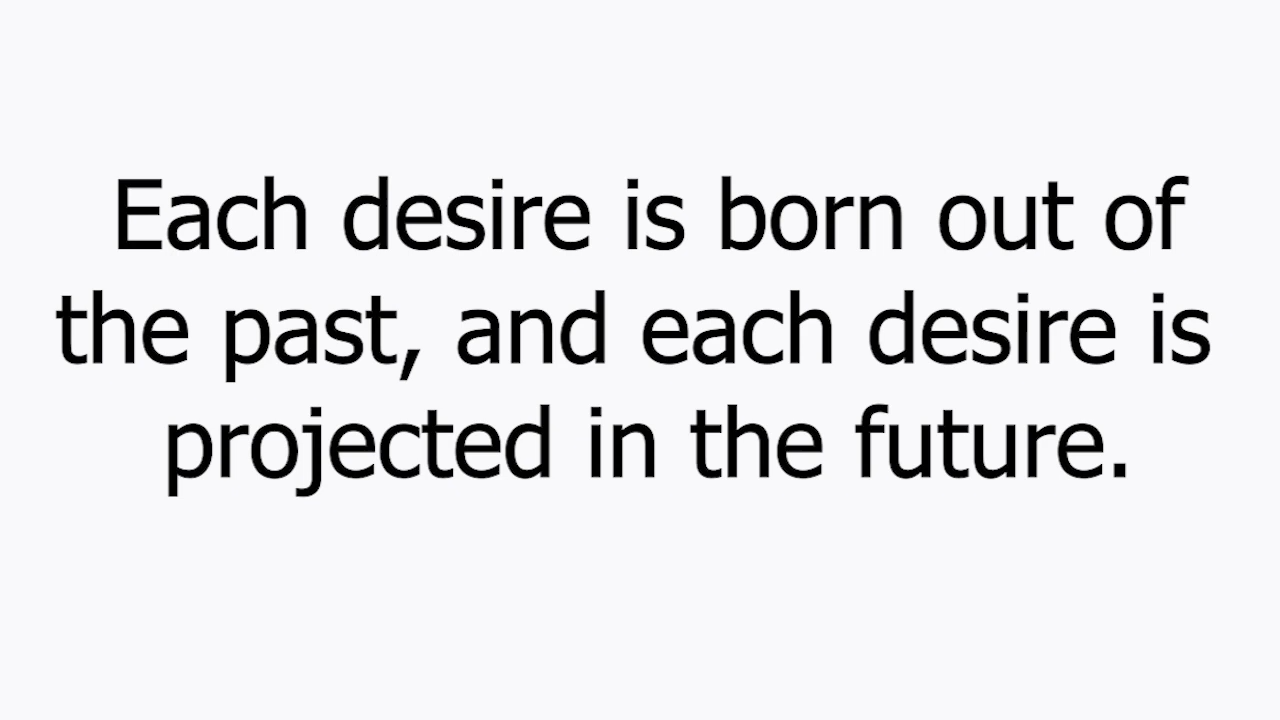 Each desire is born out of
the past, and each desire is
projected in the future.